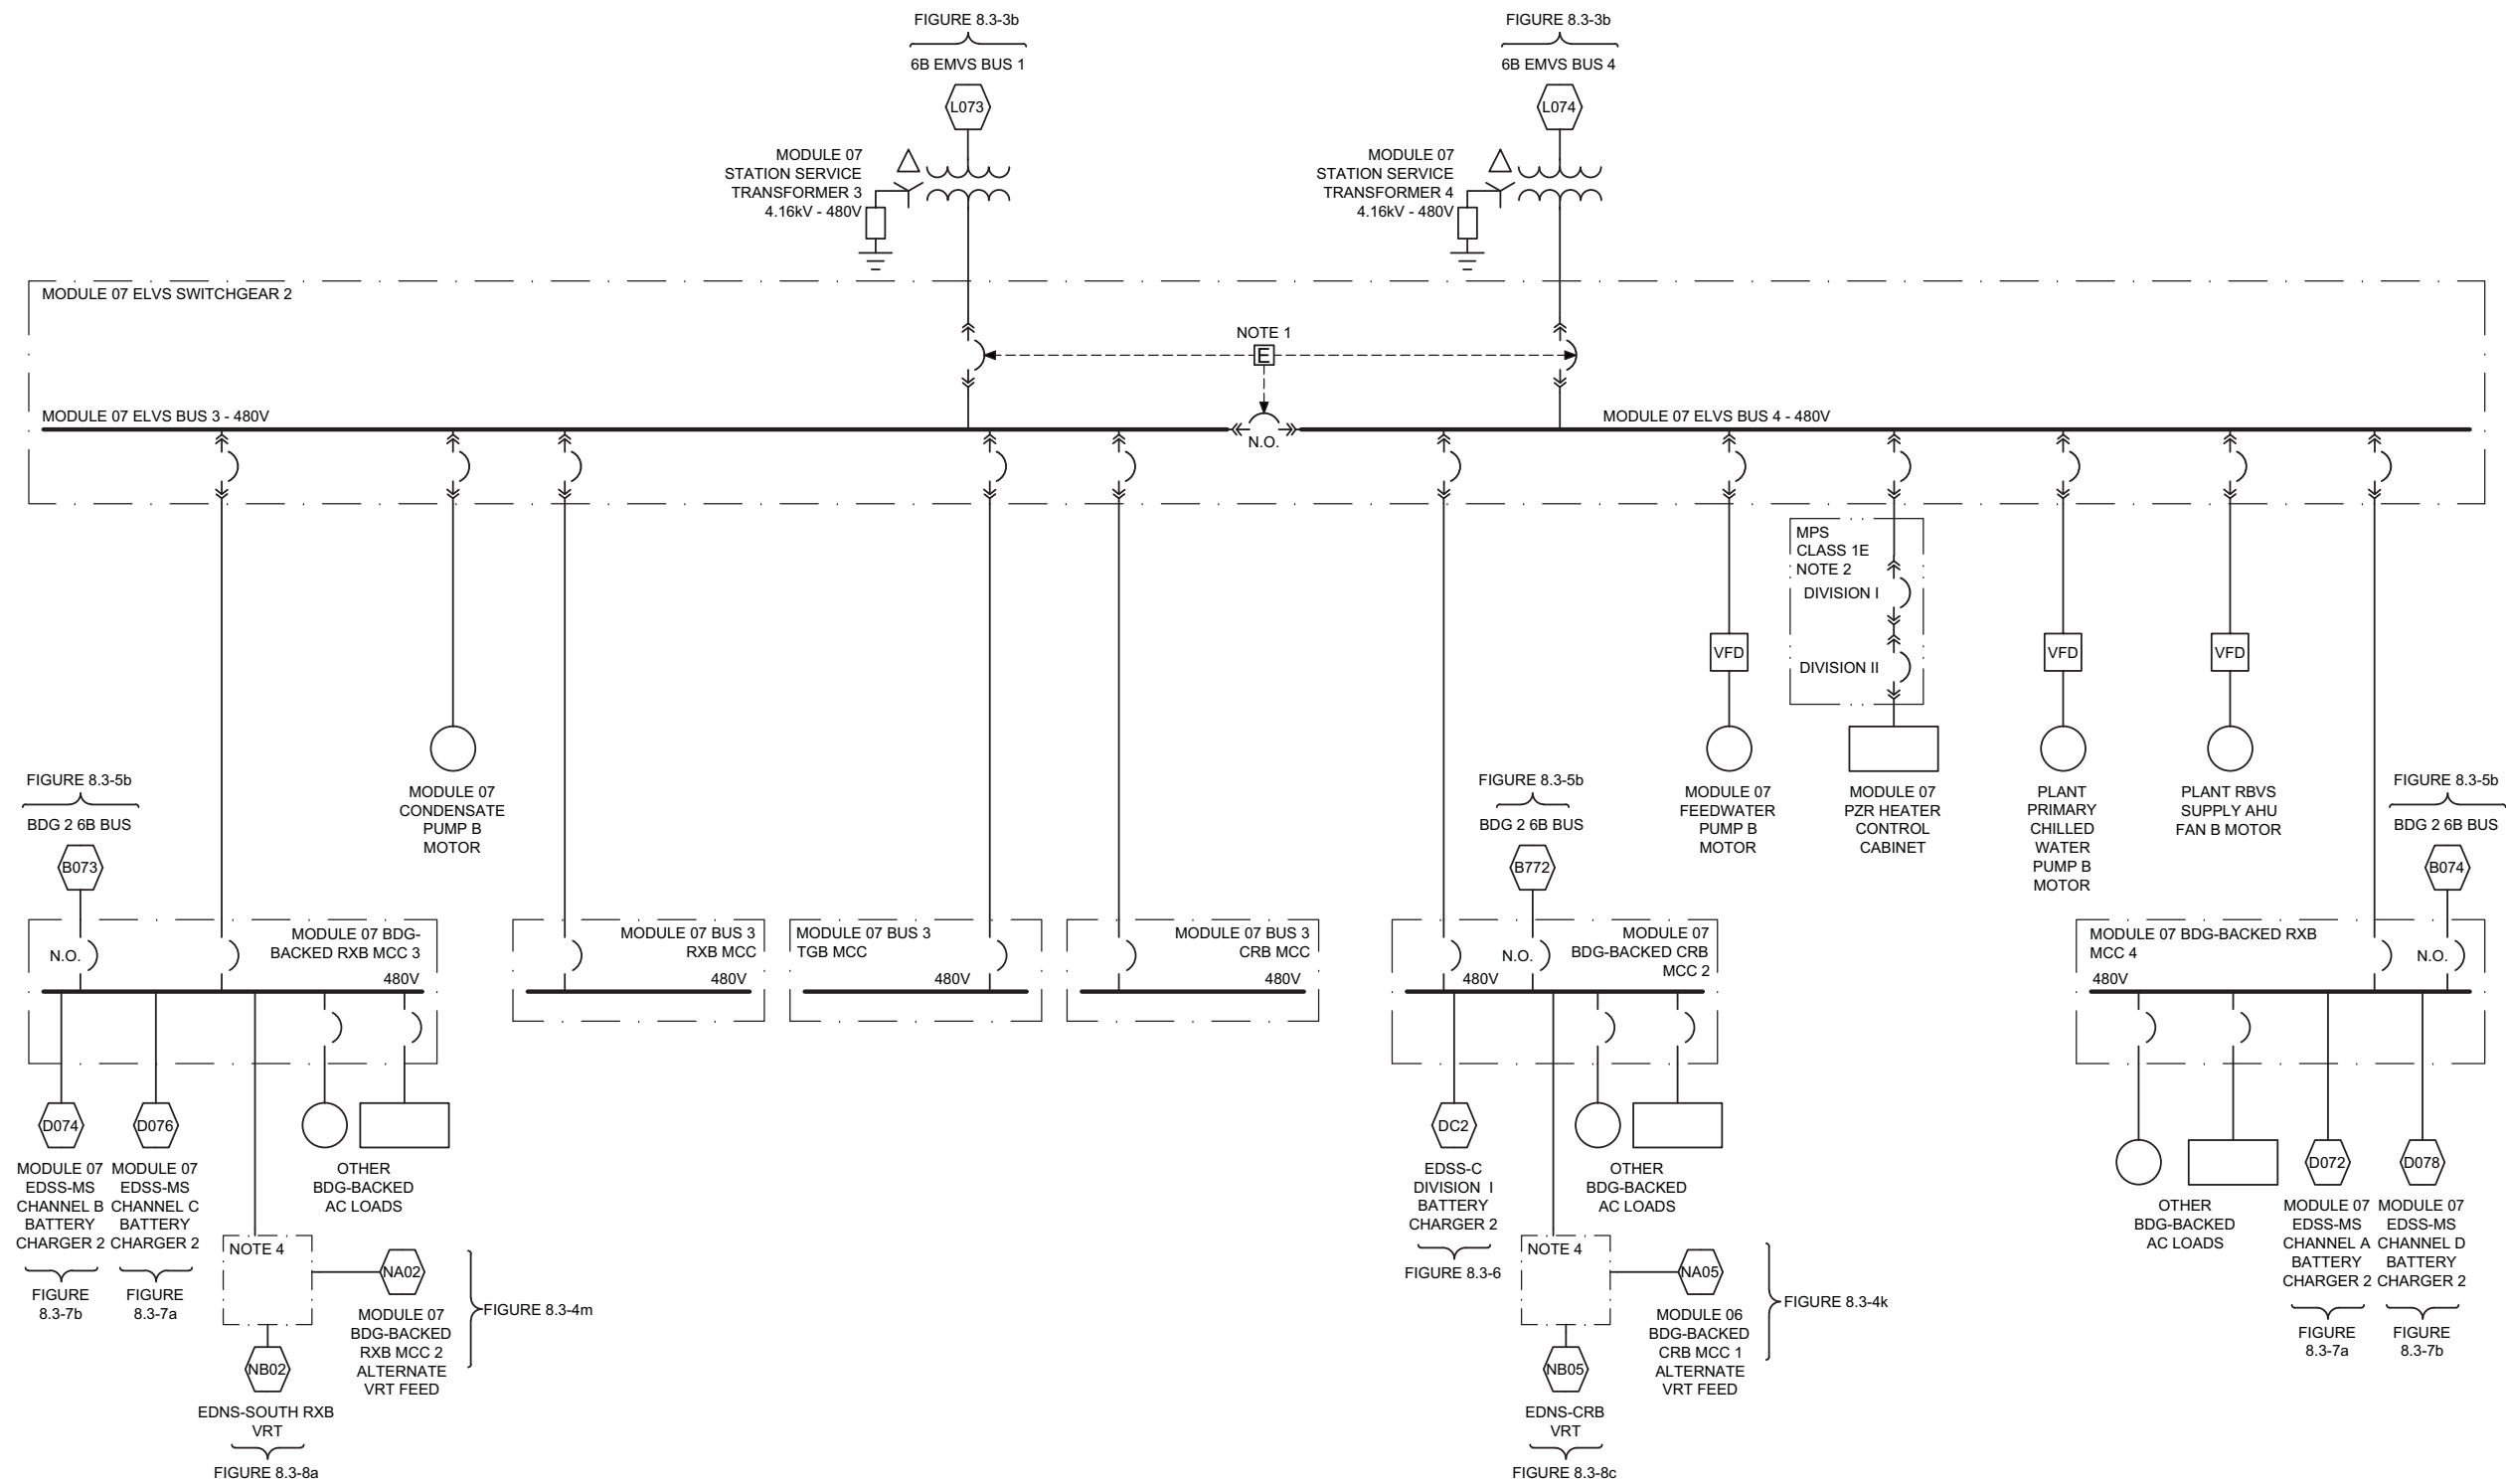 FIGURE 8.3-3b
6B EMVS BUS 1
L073
MODULE 07
STATION SERVICE
TRANSFORMER 3
4.16kV - 480V
FIGURE 8.3-3b
6B EMVS BUS 4
L074
MODULE 07
STATION SERVICE
TRANSFORMER 4
4.16kV - 480V
MODULE 07 ELVS SWITCHGEAR 2
NOTE 1
E
MODULE 07 ELVS BUS 3 - 480V
N.O.
MODULE 07 ELVS BUS 4 - 480V
MPS
CLASS 1E
NOTE 2
DIVISION I
DIVISION II
VFD
VFD
VFD
MODULE 07
CONDENSATE
PUMP B
MOTOR
MODULE 07
FEEDWATER
PUMP B
MOTOR
MODULE 07
PZR HEATER
CONTROL
CABINET
PLANT
PRIMARY
CHILLED
WATER
PUMP B
MOTOR
PLANT RBVS
SUPPLY AHU
FAN B MOTOR
FIGURE 8.3-5b
BDG 2 6B BUS
B073
N.O.
MODULE 07 BDG-
BACKED RXB MCC 3
480V
MODULE 07 BUS 3
RXB MCC
480V
MODULE 07 BUS 3
TGB MCC
480V
MODULE 07 BUS 3
CRB MCC
480V
FIGURE 8.3-5b
BDG 2 6B BUS
B772
N.O.
MODULE 07
BDG-BACKED CRB
MCC 2
480V
FIGURE 8.3-5b
BDG 2 6B BUS
B074
MODULE 07 BDG-BACKED RXB
MCC 4
N.O.
480V
D074
MODULE 07
EDSS-MS
CHANNEL B
BATTERY
CHARGER 2
FIGURE
8.3-7b
D076
MODULE 07
EDSS-MS
CHANNEL C
BATTERY
CHARGER 2
FIGURE
8.3-7a
OTHER
BDG-BACKED
AC LOADS
NOTE 4
NA02
MODULE 07
BDG-BACKED
RXB MCC 2
ALTERNATE
VRT FEED
FIGURE 8.3-4m
NB02
EDNS-SOUTH RXB
VRT
FIGURE 8.3-8a
DC2
EDSS-C
DIVISION I
BATTERY
CHARGER 2
FIGURE 8.3-6
OTHER
BDG-BACKED
AC LOADS
NOTE 4
NA05
MODULE 06
BDG-BACKED
CRB MCC 1
ALTERNATE
VRT FEED
FIGURE 8.3-4k
NB05
EDNS-CRB
VRT
FIGURE 8.3-8c
OTHER
BDG-BACKED
AC LOADS
D072
MODULE 07
EDSS-MS
CHANNEL A
BATTERY
CHARGER 2
FIGURE
8.3-7a
D078
MODULE 07
EDSS-MS
CHANNEL D
BATTERY
CHARGER 2
FIGURE
8.3-7b